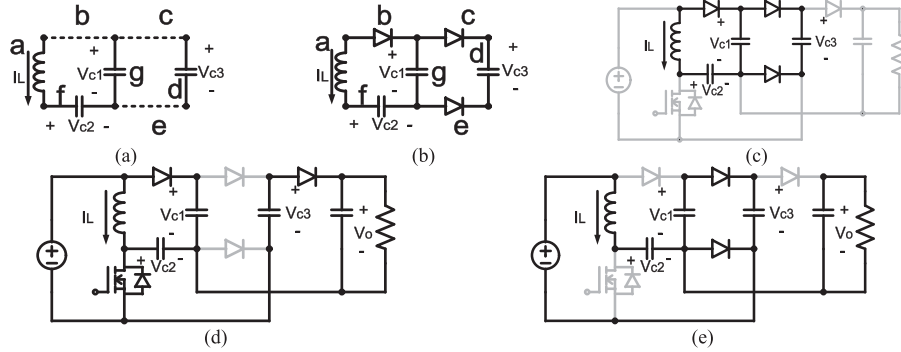 b c
a + +
IL Vc1 g Vc3
f - d -
+ Vc2 - e
(a)
b c
a + d +
IL Vc1 g Vc3
f - -
+ Vc2 - e
(b)
+ +
IL Vc1 Vc3
- -
+ Vc2 -
(c)
+ +
IL Vc1 Vc3 + Vo
- - -
+ Vc2 -
(d)
+ +
IL Vc1 Vc3 + Vo
- - -
+ Vc2 -
(e)